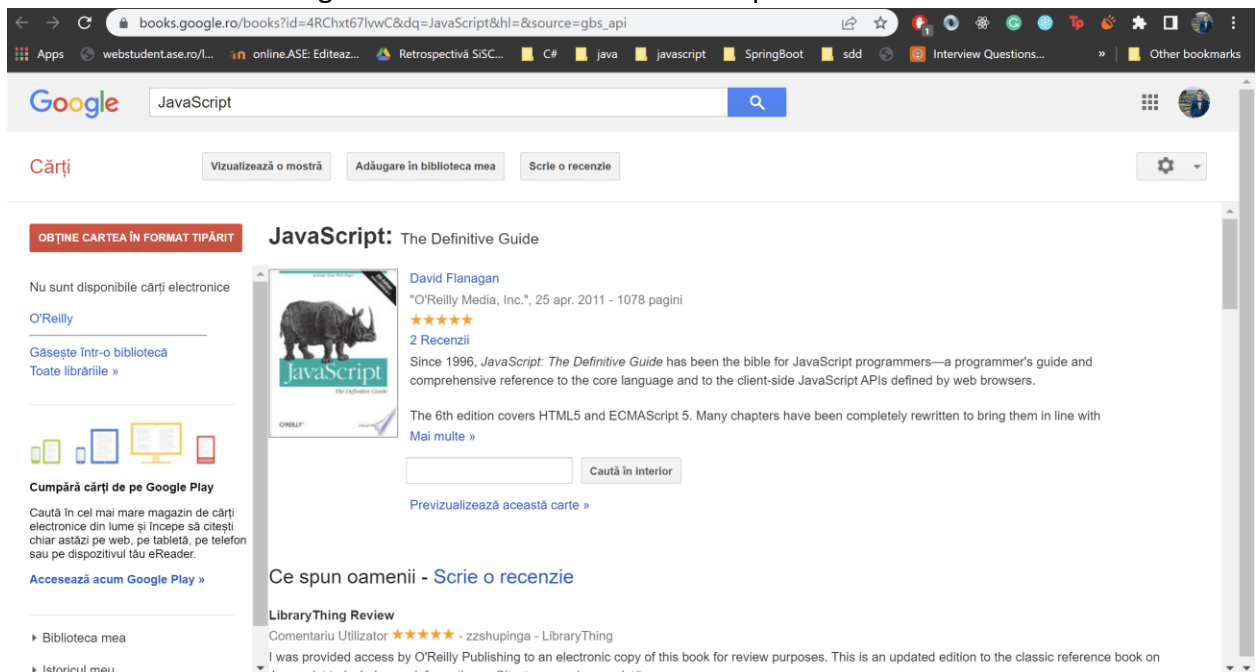 books.google.ro/books?id=4RChxt67lvwC&dq=JavaScript&hl=&source=gbs_api
Apps webstudent.ase.ro/l... online.ASE: Editeaz... Retrospectivă SiSC... C# java javascript SpringBoot sdd Interview Questions... » Other bookmarks
Google JavaScript
Cărți Vizualizează o mostră Adăugare în biblioteca mea Scrie o recenzie
OBȚINE CARTEA ÎN FORMAT TIPĂRIT
Nu sunt disponibile cărți electronice
O'Reilly
Găsește într-o bibliotecă
Toate librăriile »
Cumpără cărți de pe Google Play
Caută în cel mai mare magazin de cărți
electronice din lume și începe să citești
chiar astăzi pe web, pe tabletă, pe telefon
sau pe dispozitivul tău eReader.
Accesează acum Google Play »
Biblioteca mea
Istoricul meu
JavaScript: The Definitive Guide
JavaScript
The Definitive Guide
O'REILLY
David Flanagan
"O'Reilly Media, Inc.", 25 apr. 2011 - 1078 pagini
★★★★★
2 Recenzii
Since 1996, JavaScript: The Definitive Guide has been the bible for JavaScript programmers—a programmer's guide and
comprehensive reference to the core language and to the client-side JavaScript APIs defined by web browsers.
The 6th edition covers HTML5 and ECMAScript 5. Many chapters have been completely rewritten to bring them in line with
Mai multe »
Caută în interior
Previzualizează această carte »
Ce spun oamenii - Scrie o recenzie
LibraryThing Review
Comentariu Utilizator ★★★★★ - zzshupinga - LibraryThing
I was provided access by O'Reilly Publishing to an electronic copy of this book for review purposes. This is an updated edition to the classic reference book on